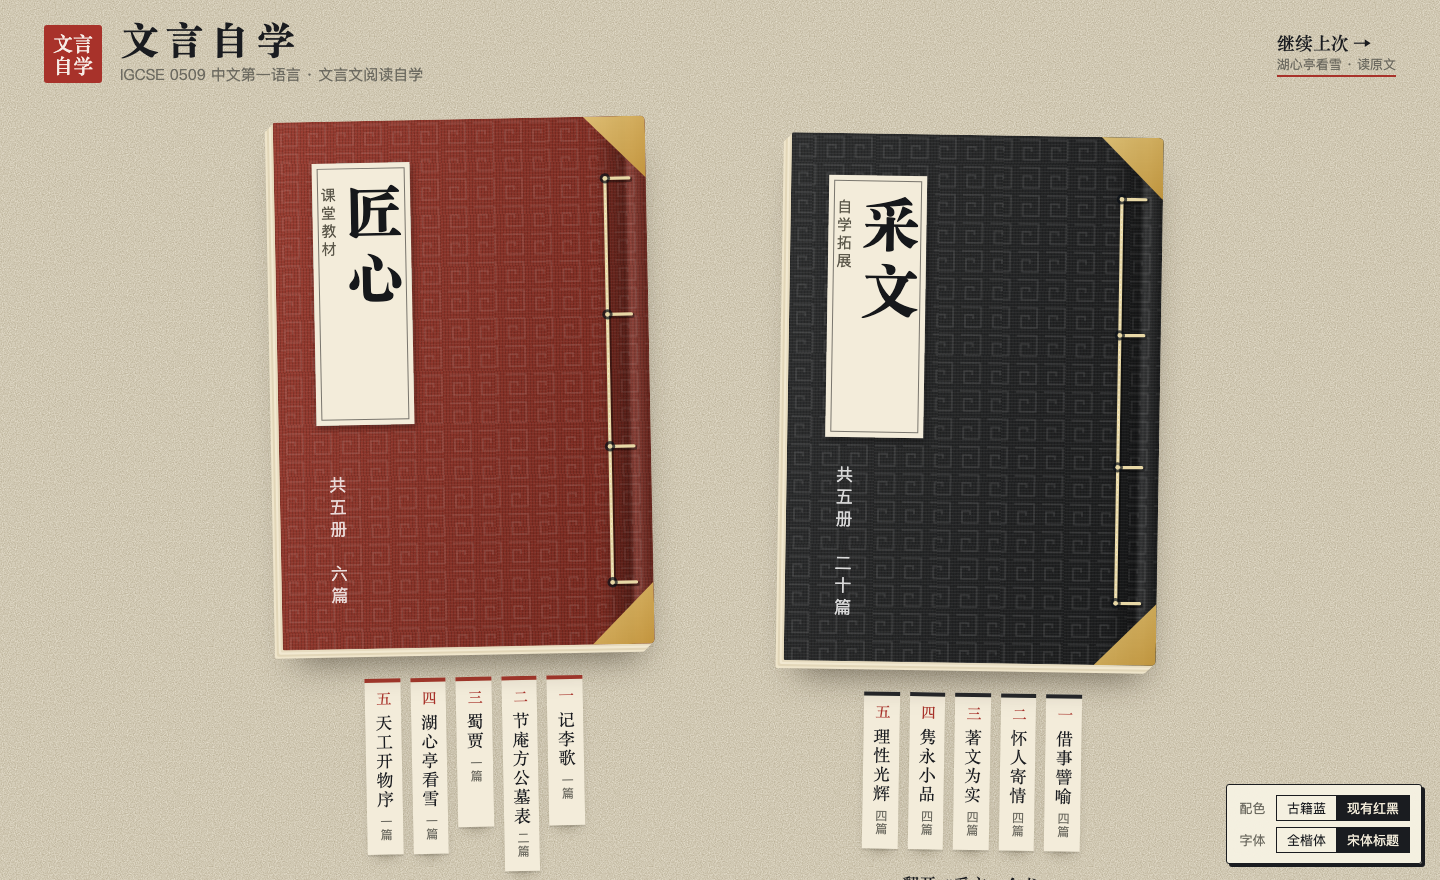 文言
自学
文言自学
IGCSE 0509 中文第一语言 · 文言文阅读自学
继续上次 →
湖心亭看雪 · 读原文
匠心
课堂教材
共五册 六篇
采文
自学拓展
共五册 二十篇
一 记李歌 一篇
二 节庵方公墓表 二篇
三 蜀贾 一篇
四 湖心亭看雪 一篇
五 天工开物序 一篇
一 借事譬喻 四篇
二 怀人寄情 四篇
三 著文为实 四篇
四 隽永小品 四篇
五 理性光辉 四篇
配色 古籍蓝 现有红黑
字体 全楷体 宋体标题